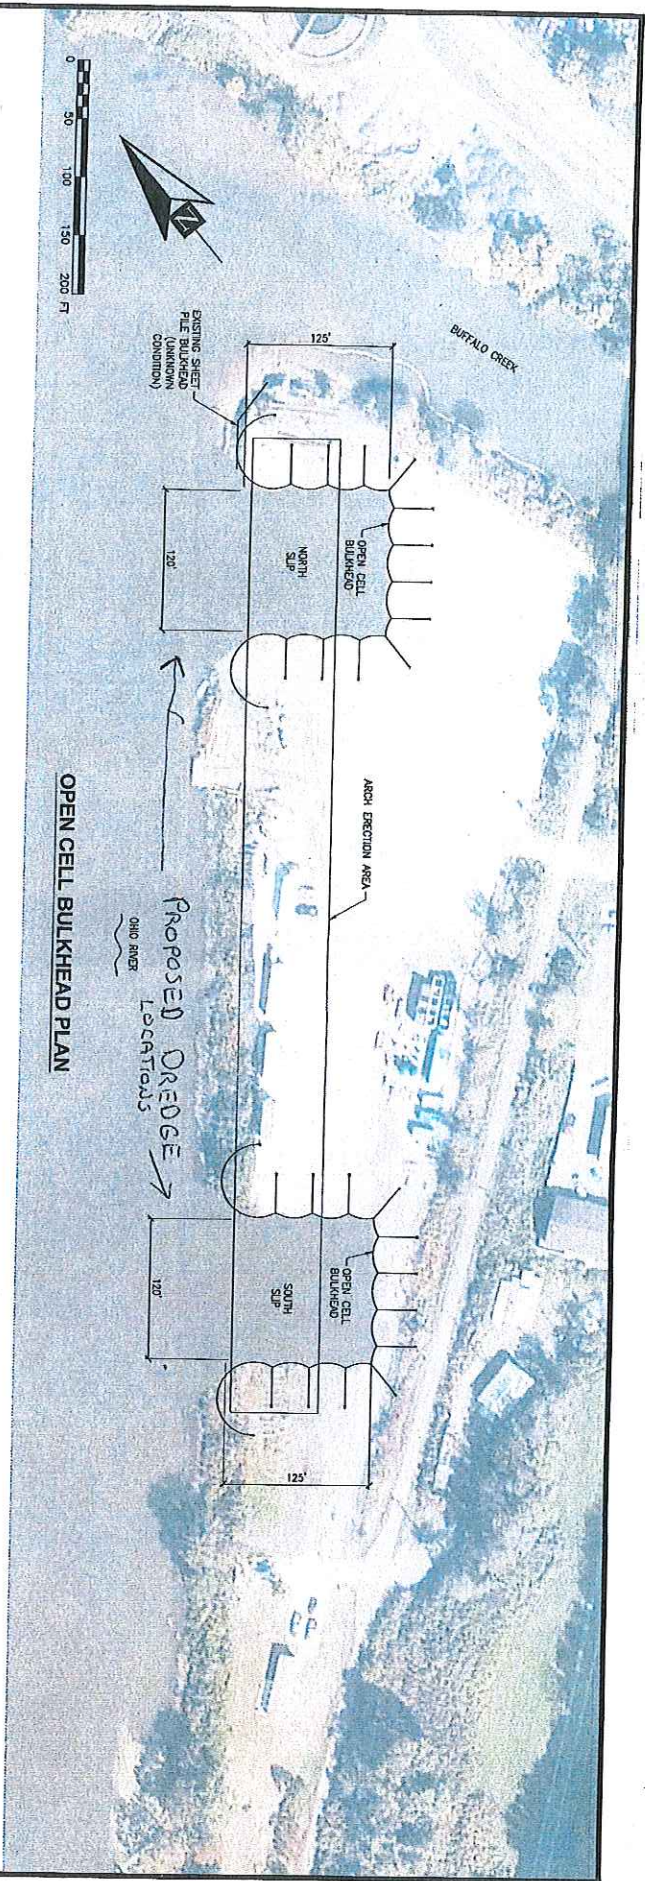 0 50 100 150 200 FT
N
BUFFALO CREEK
125'
EXISTING SHEET
PILE BULKHEAD
(UNKNOWN
CONDITION)
OPEN CELL
BULKHEAD
NORTH
SLIP
120'
ARCH ERECTION AREA
PROPOSED DREDGE
LOCATIONS
OHIO RIVER
OPEN CELL
BULKHEAD
SOUTH
SLIP
120'
125'
OPEN CELL BULKHEAD PLAN